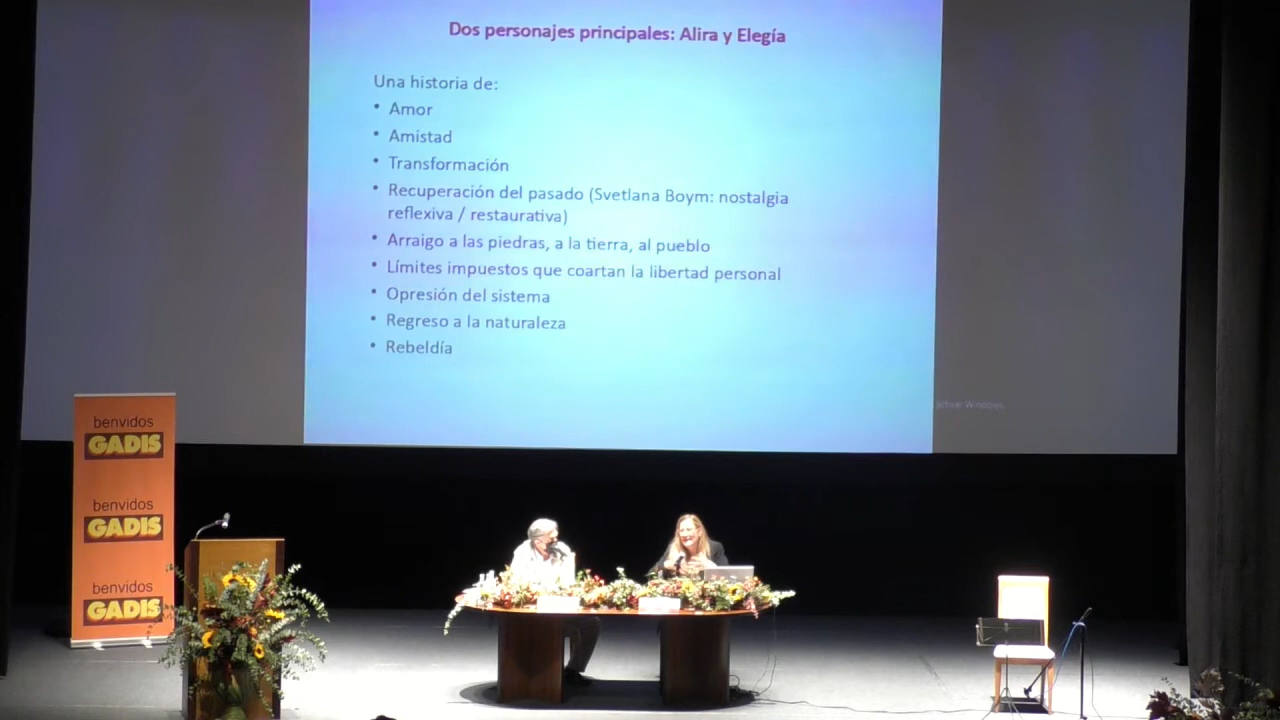 Dos personajes principales: Alira y Elegía
Una historia de:
• Amor
• Amistad
• Transformación
• Recuperación del pasado (Svetlana Boym: nostalgia
reflexiva / restaurativa)
• Arraigo a las piedras, a la tierra, al pueblo
• Límites impuestos que coartan la libertad personal
• Opresión del sistema
• Regreso a la naturaleza
• Rebeldía
activar Windows.
benvidos
GADIS
benvidos
GADIS
benvidos
GADIS